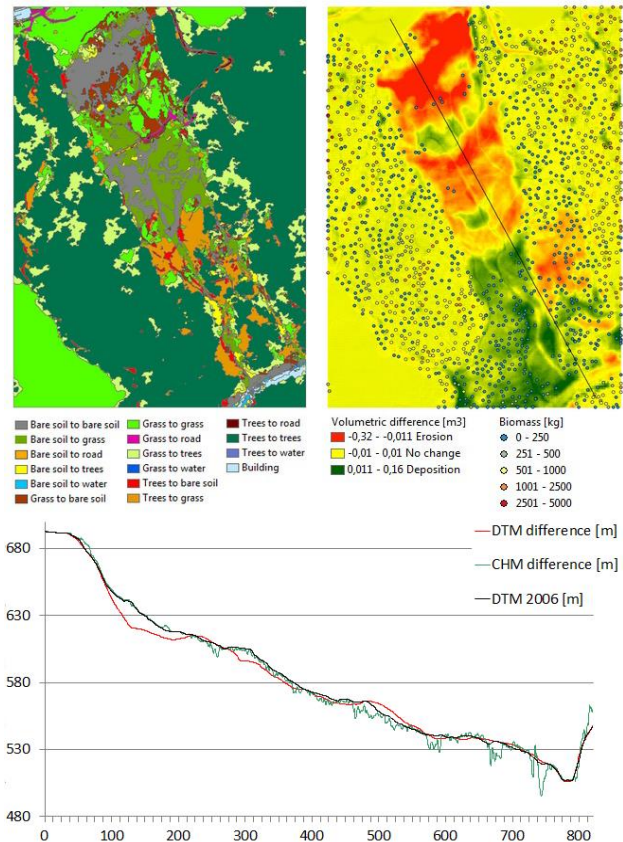 Bare soil to bare soil
Bare soil to grass
Bare soil to road
Bare soil to trees
Bare soil to water
Grass to bare soil
Grass to grass
Grass to road
Grass to trees
Grass to water
Trees to bare soil
Trees to grass
Trees to road
Trees to trees
Trees to water
Building
Volumetric difference [m3]
-0,32 - -0,011 Erosion
-0,01 - 0,01 No change
0,011 - 0,16 Deposition
Biomass [kg]
0 - 250
251 - 500
501 - 1000
1001 - 2500
2501 - 5000
DTM difference [m]
CHM difference [m]
DTM 2006 [m]
680
630
580
530
480
0 100 200 300 400 500 600 700 800